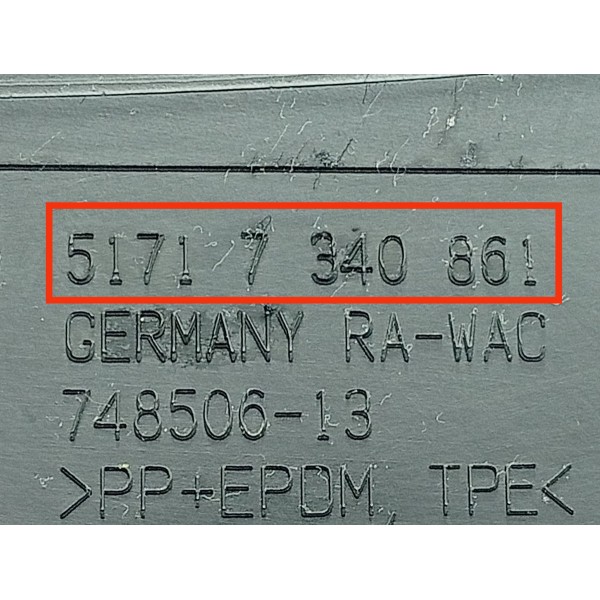 5171 7 340 861
GERMANY RA-WAC
748506-13
>PP+EPDM, TPE<